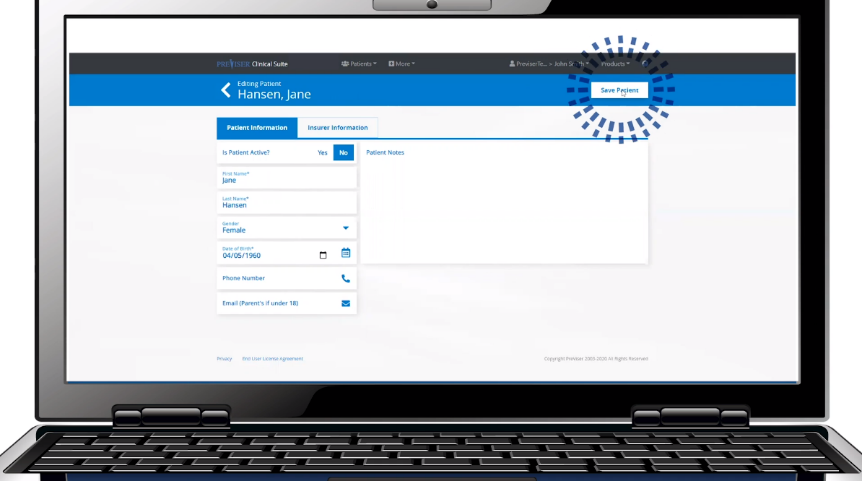 PREVISER Clinical Suite
Patients
More
PreviserTe... > John Smith
Products
Editing Patient
Hansen, Jane
Save Patient
Patient Information
Insurer Information
Is Patient Active?
Yes
No
Patient Notes
First Name*
Jane
Last Name*
Hansen
Gender
Female
Date of Birth*
04/05/1960
Phone Number
Email (Parent's if under 18)
Privacy
End User License Agreement
Copyright PreViser 2003-2020 All Rights Reserved